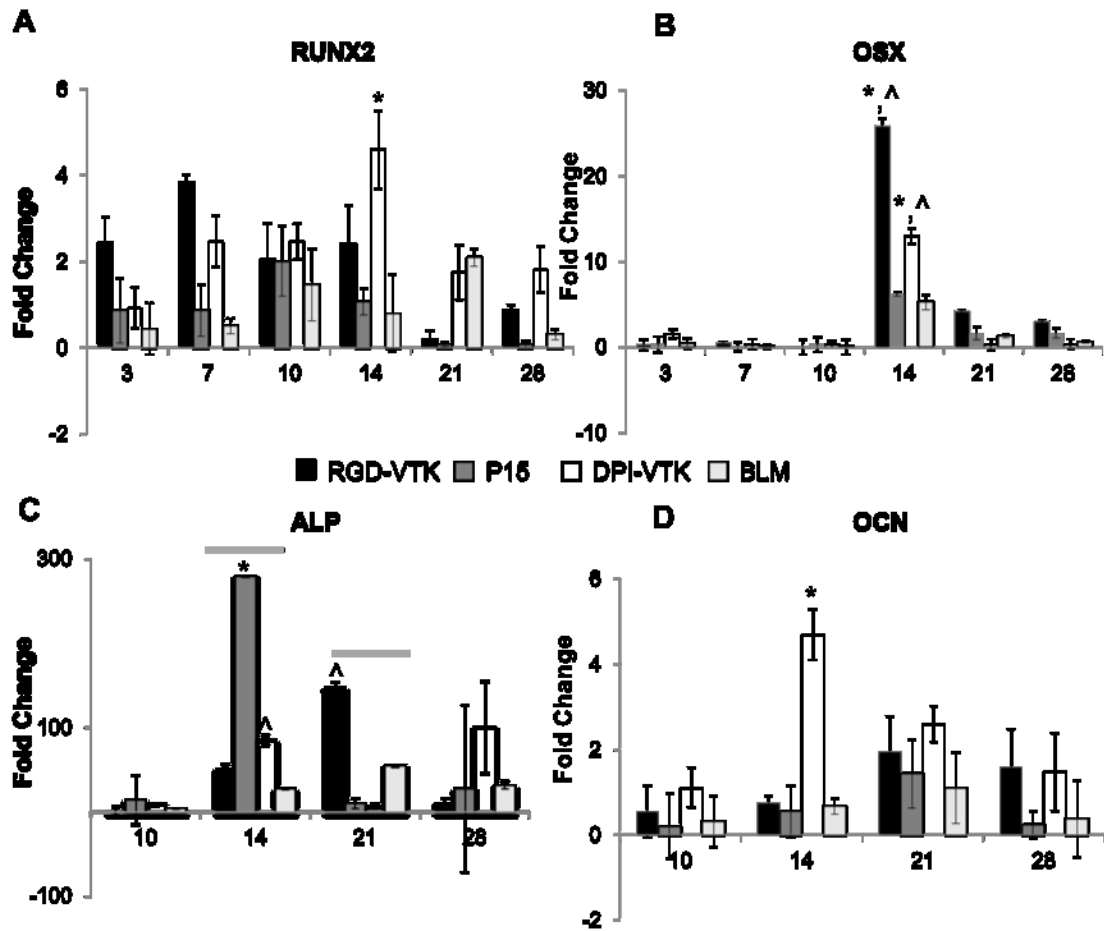 A
RUNX2
Fold Change
6
4
2
0
-2
*
3 7 10 14 21 28
B
OSX
Fold Change
30
20
10
0
-10
*, ^
*, ^
3 7 10 14 21 28
RGD-VTK P15 DPI-VTK BLM
C
ALP
Fold Change
300
100
-100
*
^
^
10 14 21 28
D
OCN
Fold Change
6
4
2
0
-2
*
10 14 21 28